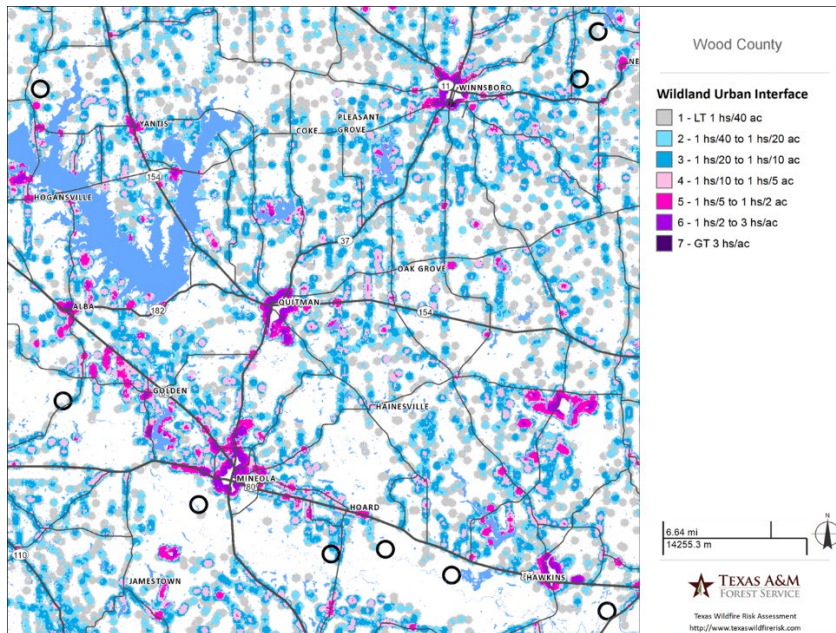 Wood County
Wildland Urban Interface
1 - LT 1 hs/40 ac
2 - 1 hs/40 to 1 hs/20 ac
3 - 1 hs/20 to 1 hs/10 ac
4 - 1 hs/10 to 1 hs/5 ac
5 - 1 hs/5 to 1 hs/2 ac
6 - 1 hs/2 to 3 hs/ac
7 - GT 3 hs/ac
NE
11
WINNSBORO
YANTIS
PLEASANT
GROVE
COKE
154
HOGANSVILLE
37
OAK GROVE
ALBA
182
QUITMAN
154
GOLDEN
HAINESVILLE
MINEOLA
80
HOARD
110
JAMESTOWN
HAWKINS
6.64 mi
14255.3 m
N
TEXAS A&M
FOREST SERVICE
Texas Wildfire Risk Assessment
http://www.texaswildfirerisk.com